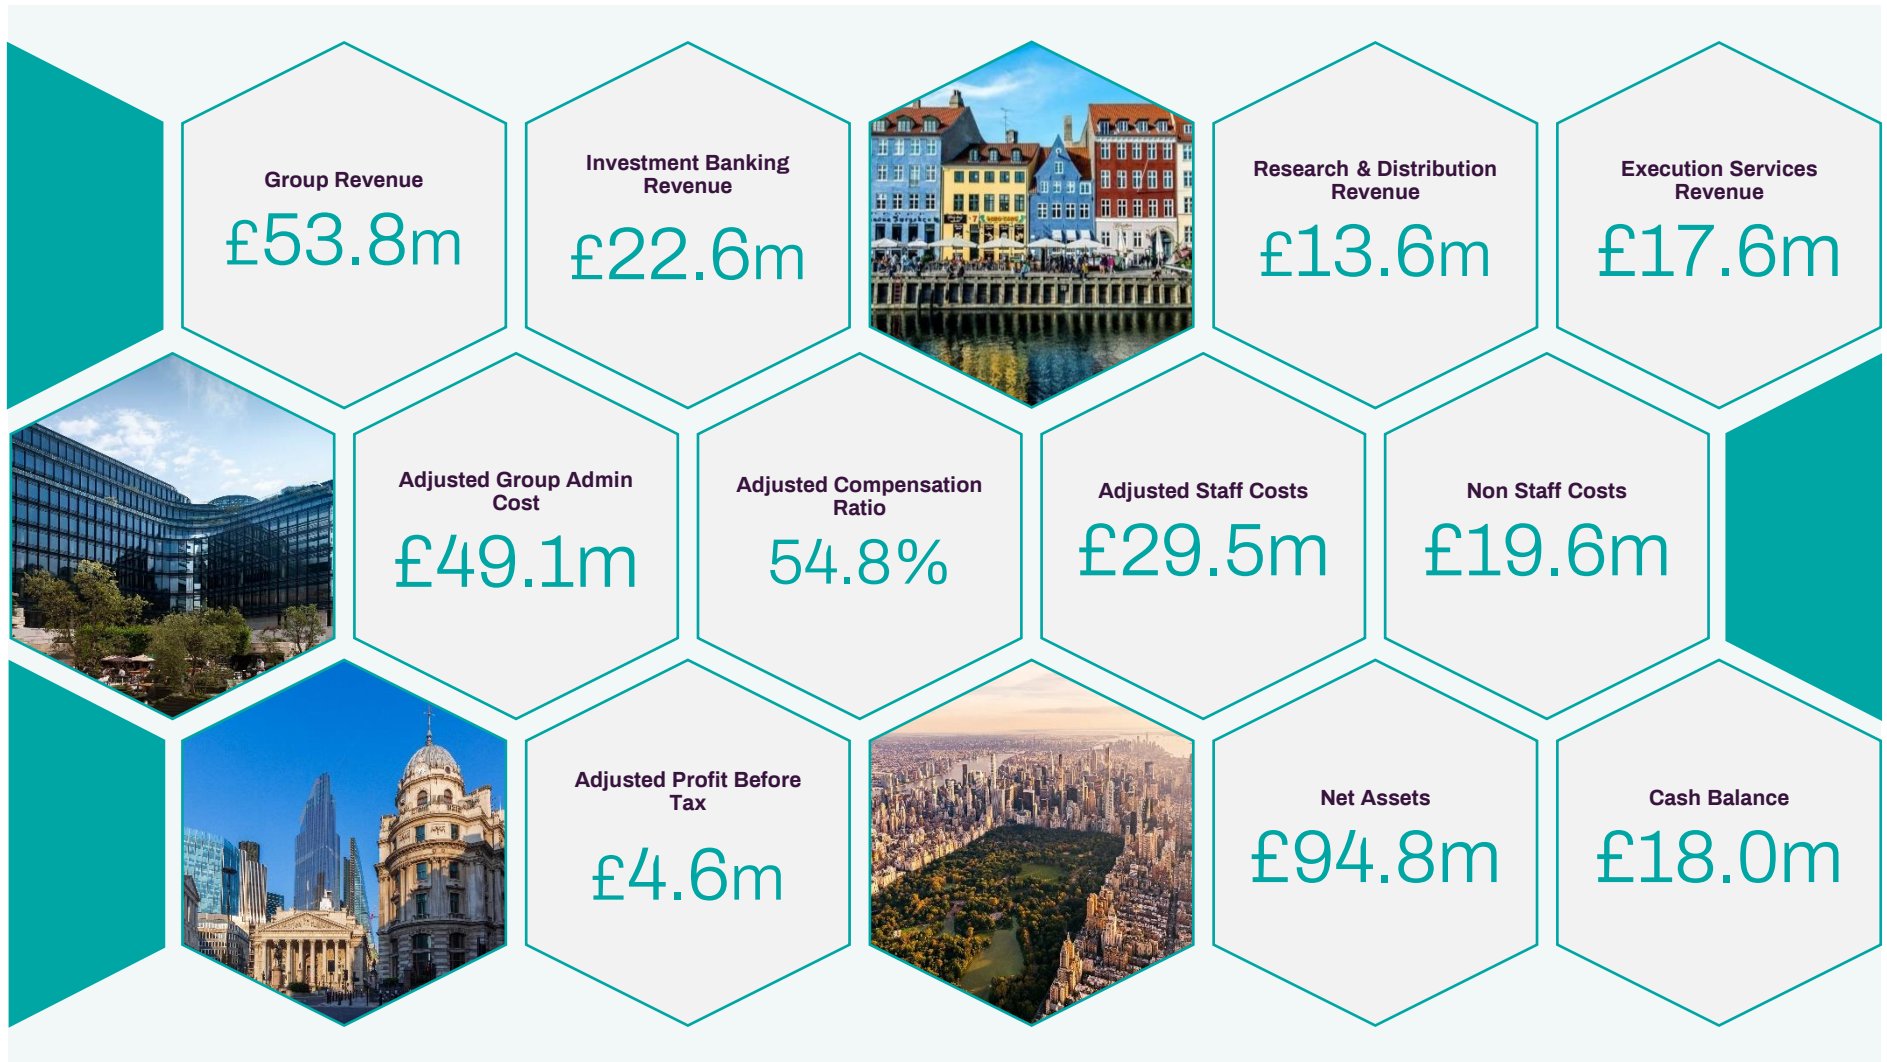 Group Revenue
£53.8m
Investment Banking
Revenue
£22.6m
Research & Distribution
Revenue
£13.6m
Execution Services
Revenue
£17.6m
Adjusted Group Admin
Cost
£49.1m
Adjusted Compensation
Ratio
54.8%
Adjusted Staff Costs
£29.5m
Non Staff Costs
£19.6m
Adjusted Profit Before
Tax
£4.6m
Net Assets
£94.8m
Cash Balance
£18.0m